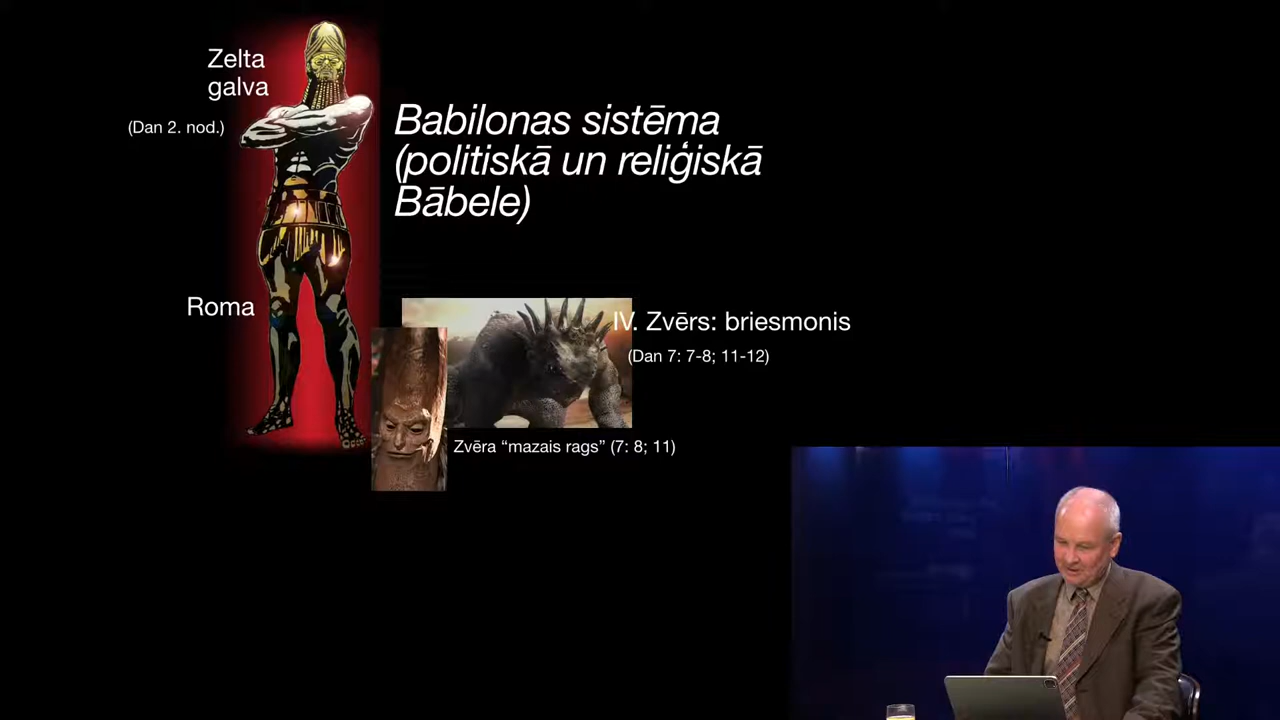 Zelta
galva
(Dan 2. nod.)
Babilonas sistēma
(politiskā un reliģiskā
Bābele)
Roma
IV. Zvērs: briesmonis
(Dan 7: 7-8; 11-12)
Zvēra “mazais rags” (7: 8; 11)